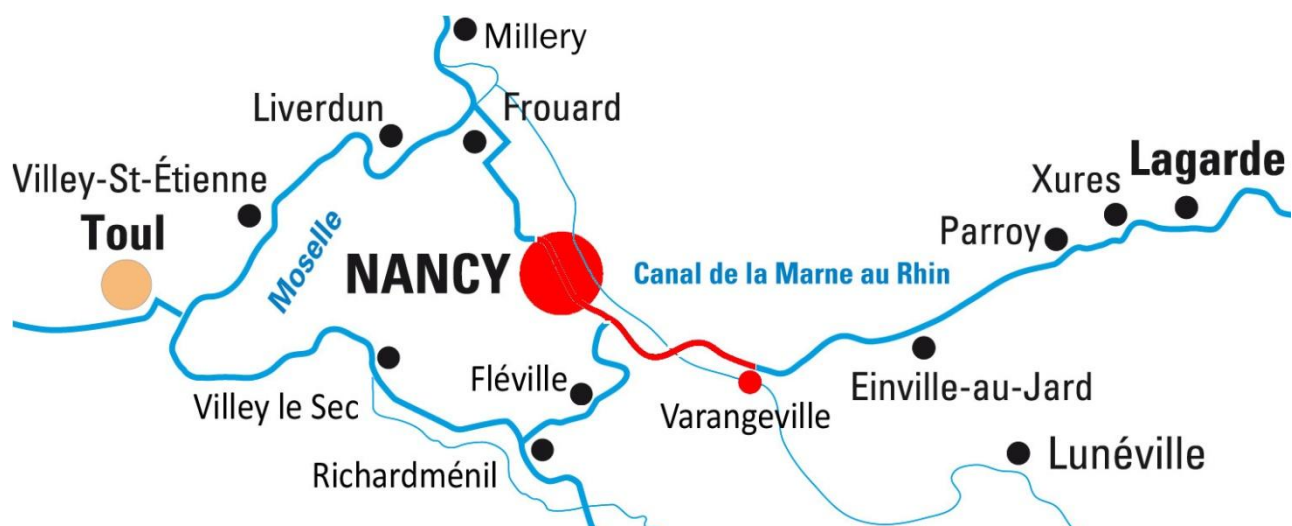 Millery
Liverdun
Frouard
Villey-St-Étienne
Toul
Moselle
NANCY
Canal de la Marne au Rhin
Xures
Lagarde
Parroy
Villey le Sec
Fléville
Varangeville
Einville-au-Jard
Richardménil
Lunéville